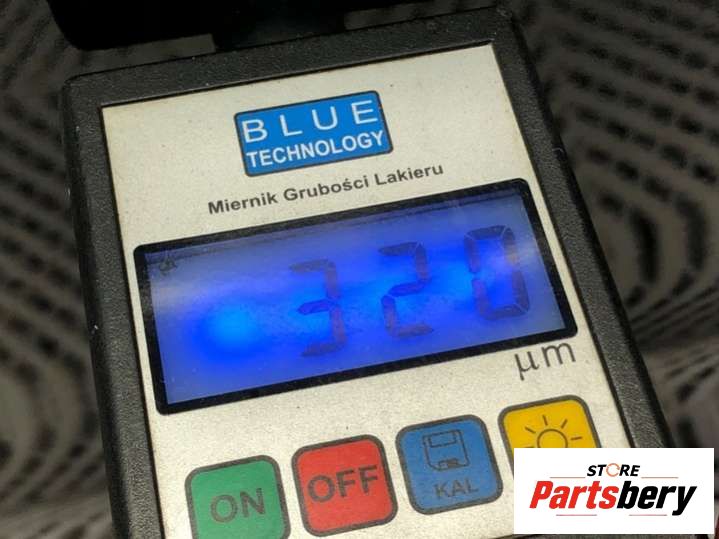 BLUE
TECHNOLOGY
Miernik Grubości Lakieru
320
µm
ON
OFF
KAL
STORE
Partsbery